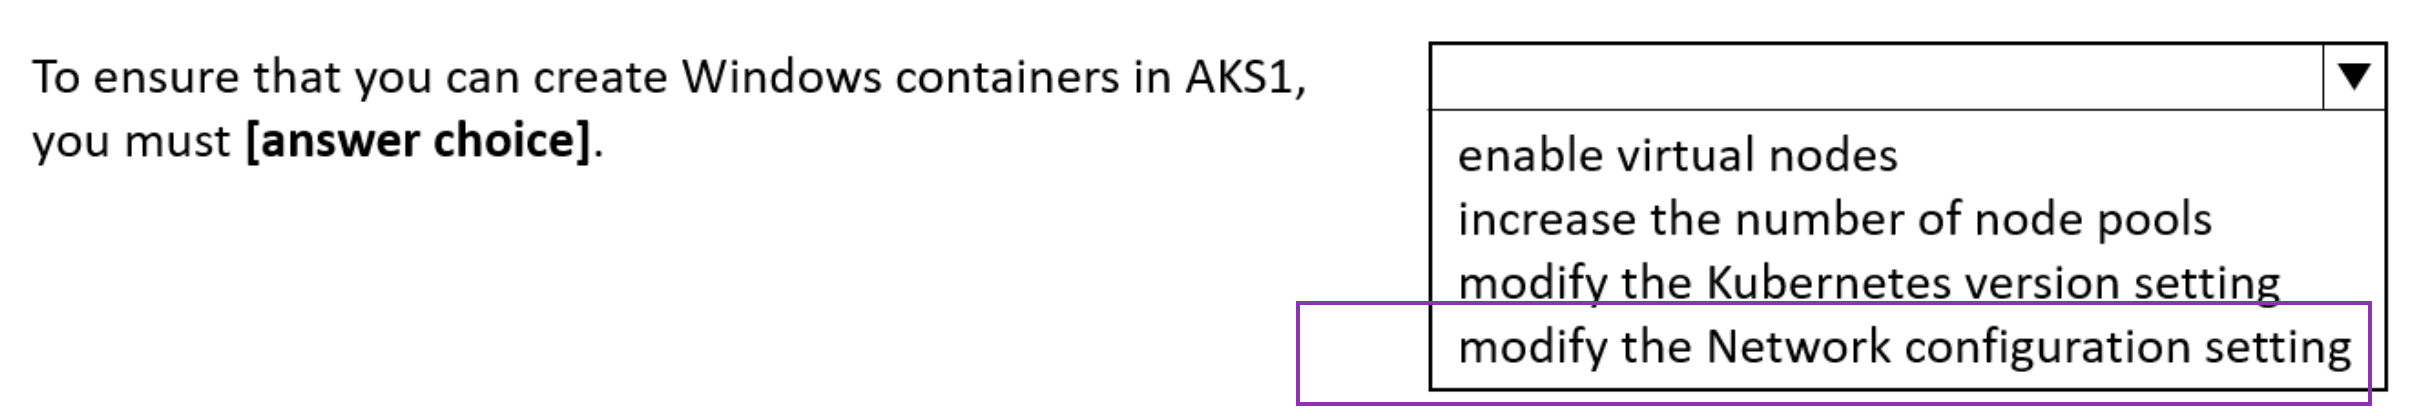 To ensure that you can create Windows containers in AKS1,
you must [answer choice].
▼
enable virtual nodes
increase the number of node pools
modify the Kubernetes version setting
modify the Network configuration setting